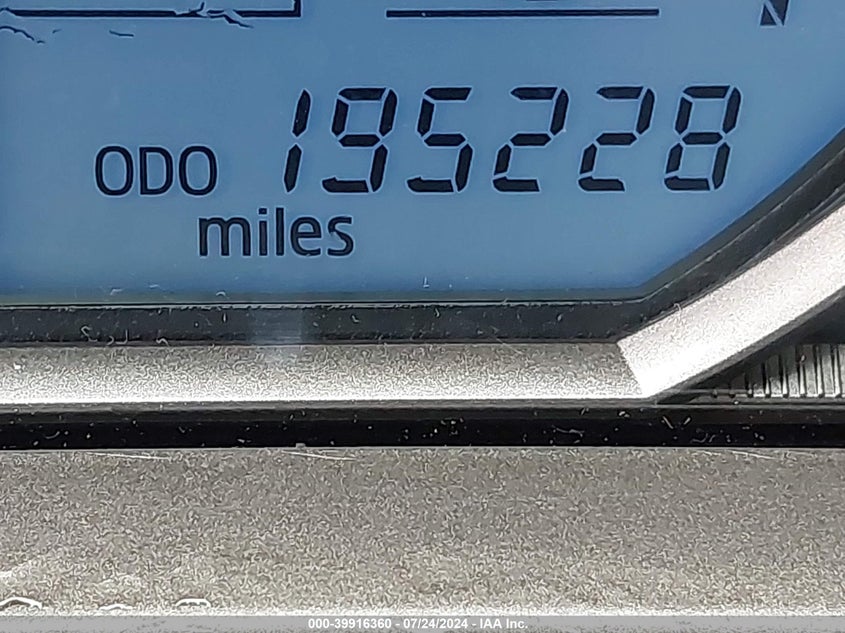 ODO 195228
miles
000-39916360 - 07/24/2024 - IAA Inc.